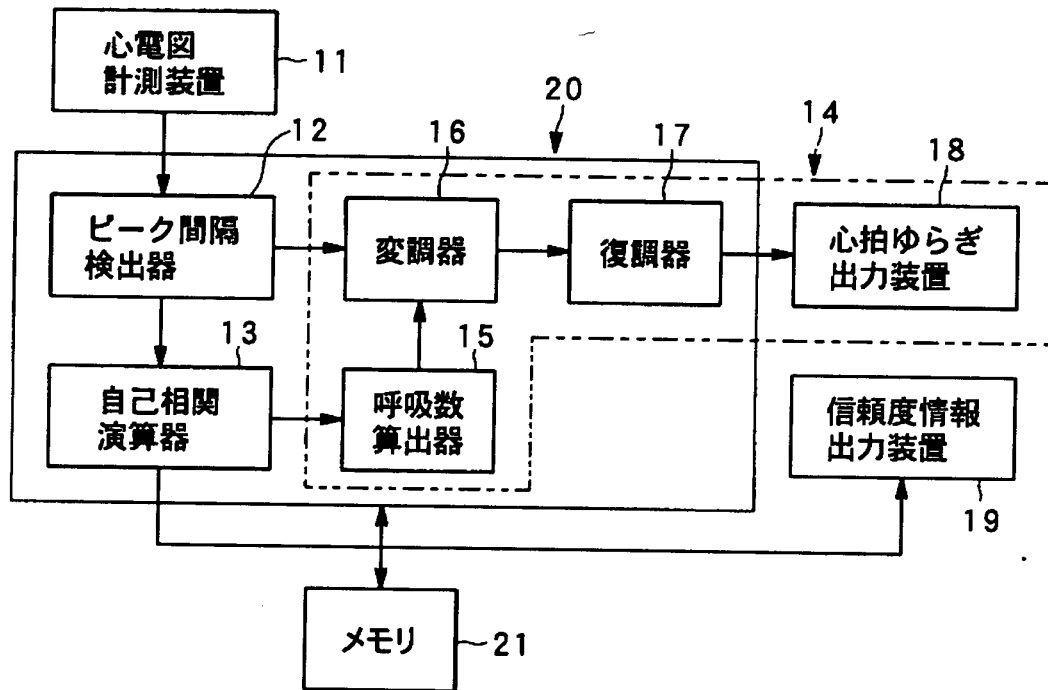 心電図
計測装置
11
20
14
12
16
17
18
ピーク間隔
検出器
変調器
復調器
心拍ゆらぎ
出力装置
13
15
自己相関
演算器
呼吸数
算出器
信頼度情報
出力装置
19
メモリ
21